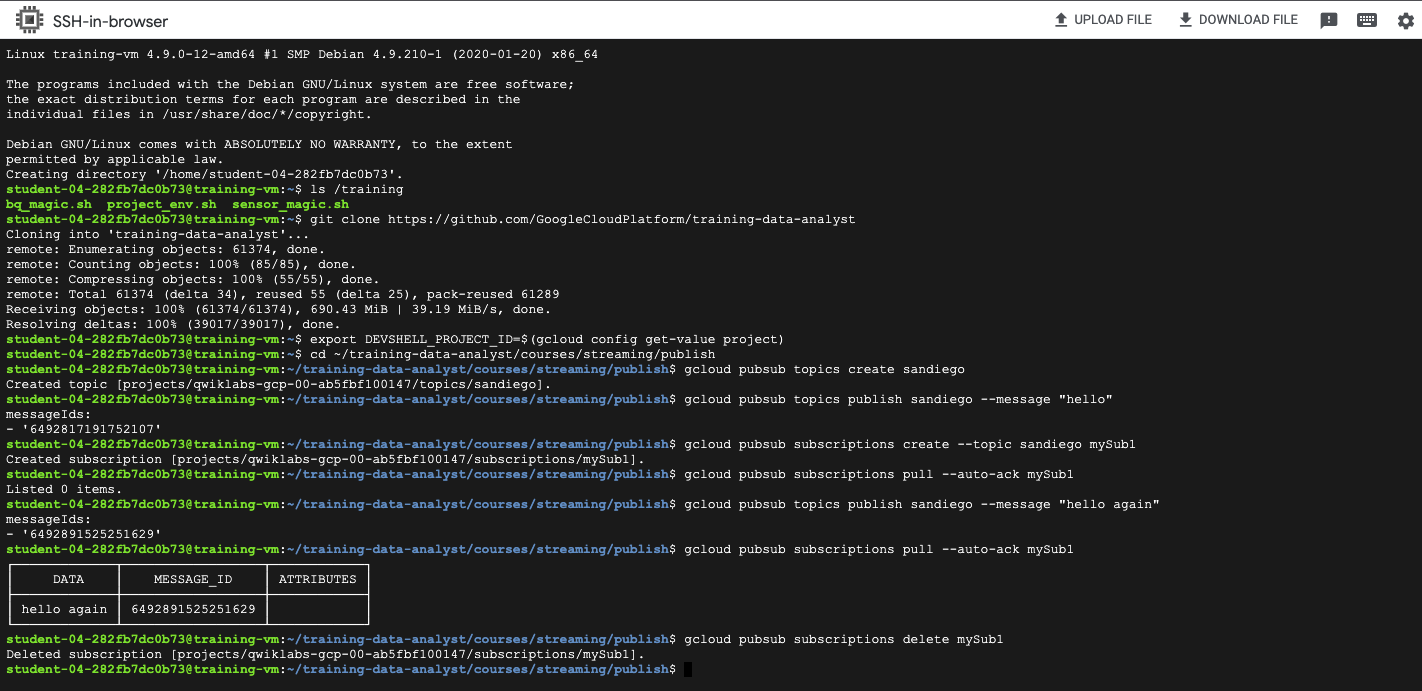 SSH-in-browser
UPLOAD FILE
DOWNLOAD FILE
Linux training-vm 4.9.0-12-amd64 #1 SMP Debian 4.9.210-1 (2020-01-20) x86_64
The programs included with the Debian GNU/Linux system are free software;
the exact distribution terms for each program are described in the
individual files in /usr/share/doc/*/copyright.
Debian GNU/Linux comes with ABSOLUTELY NO WARRANTY, to the extent
permitted by applicable law.
Creating directory '/home/student-04-282fb7dc0b73'.
student-04-282fb7dc0b73@training-vm:~$ ls /training
bq_magic.sh  project_env.sh  sensor_magic.sh
student-04-282fb7dc0b73@training-vm:~$ git clone https://github.com/GoogleCloudPlatform/training-data-analyst
Cloning into 'training-data-analyst'...
remote: Enumerating objects: 61374, done.
remote: Counting objects: 100% (85/85), done.
remote: Compressing objects: 100% (55/55), done.
remote: Total 61374 (delta 34), reused 55 (delta 25), pack-reused 61289
Receiving objects: 100% (61374/61374), 690.43 MiB | 39.19 MiB/s, done.
Resolving deltas: 100% (39017/39017), done.
student-04-282fb7dc0b73@training-vm:~$ export DEVSHELL_PROJECT_ID=$(gcloud config get-value project)
student-04-282fb7dc0b73@training-vm:~$ cd ~/training-data-analyst/courses/streaming/publish
student-04-282fb7dc0b73@training-vm:~/training-data-analyst/courses/streaming/publish$ gcloud pubsub topics create sandiego
Created topic [projects/qwiklabs-gcp-00-ab5fbf100147/topics/sandiego].
student-04-282fb7dc0b73@training-vm:~/training-data-analyst/courses/streaming/publish$ gcloud pubsub topics publish sandiego --message "hello"
messageIds:
- '6492817191752107'
student-04-282fb7dc0b73@training-vm:~/training-data-analyst/courses/streaming/publish$ gcloud pubsub subscriptions create --topic sandiego mySub1
Created subscription [projects/qwiklabs-gcp-00-ab5fbf100147/subscriptions/mySub1].
student-04-282fb7dc0b73@training-vm:~/training-data-analyst/courses/streaming/publish$ gcloud pubsub subscriptions pull --auto-ack mySub1
Listed 0 items.
student-04-282fb7dc0b73@training-vm:~/training-data-analyst/courses/streaming/publish$ gcloud pubsub topics publish sandiego --message "hello again"
messageIds:
- '6492891525251629'
student-04-282fb7dc0b73@training-vm:~/training-data-analyst/courses/streaming/publish$ gcloud pubsub subscriptions pull --auto-ack mySub1
DATA MESSAGE_ID ATTRIBUTES
hello again 6492891525251629
student-04-282fb7dc0b73@training-vm:~/training-data-analyst/courses/streaming/publish$ gcloud pubsub subscriptions delete mySub1
Deleted subscription [projects/qwiklabs-gcp-00-ab5fbf100147/subscriptions/mySub1].
student-04-282fb7dc0b73@training-vm:~/training-data-analyst/courses/streaming/publish$